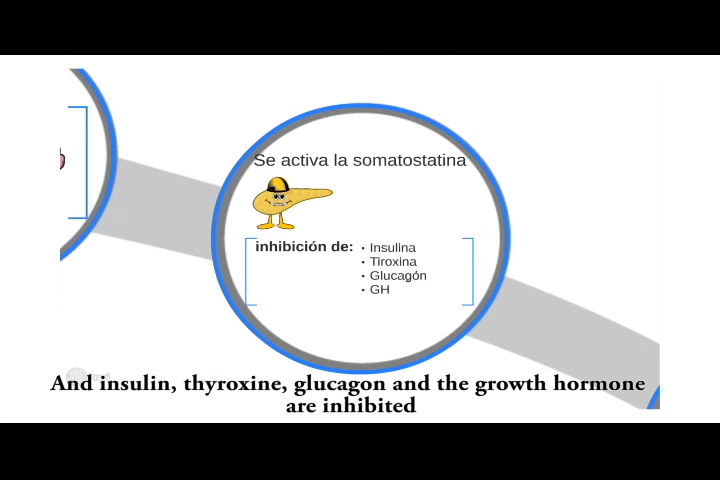 Se activa la somatostatina
inhibición de:
• Insulina
• Tiroxina
• Glucagón
• GH
And insulin, thyroxine, glucagon and the growth hormone
are inhibited